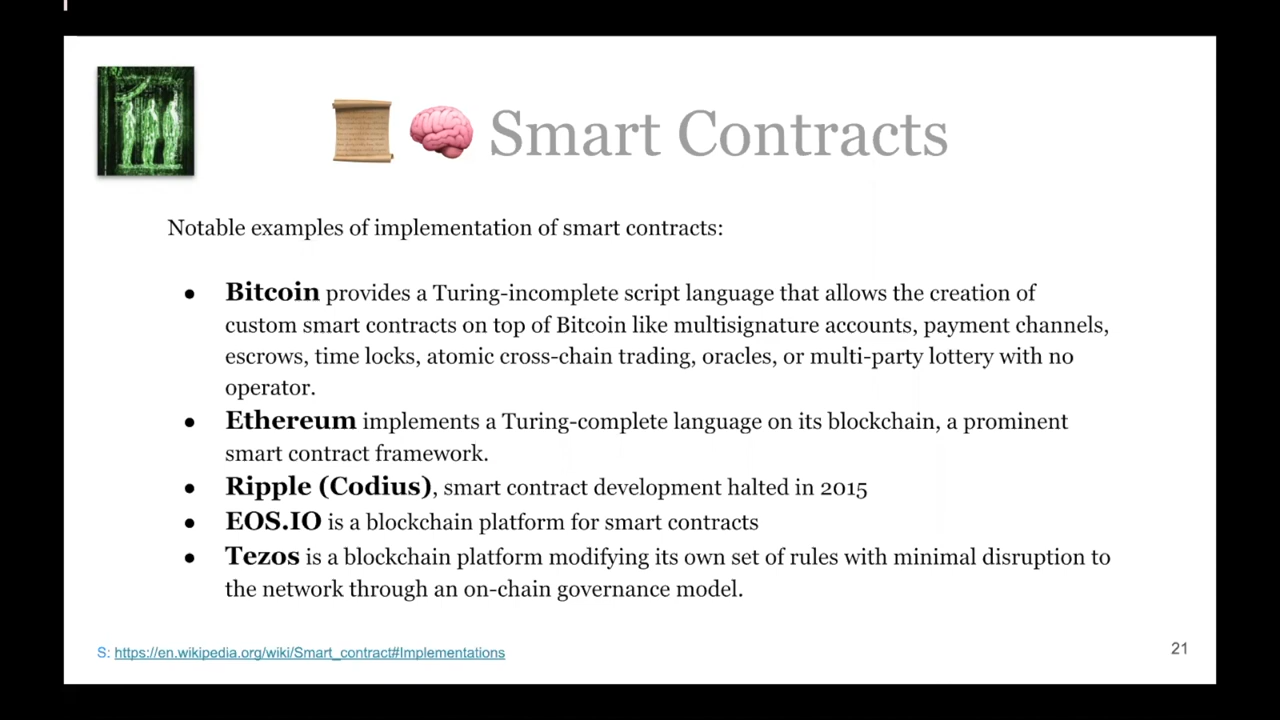 Smart Contracts
Notable examples of implementation of smart contracts:
● Bitcoin provides a Turing-incomplete script language that allows the creation of
custom smart contracts on top of Bitcoin like multisignature accounts, payment channels,
escrows, time locks, atomic cross-chain trading, oracles, or multi-party lottery with no
operator.
● Ethereum implements a Turing-complete language on its blockchain, a prominent
smart contract framework.
● Ripple (Codius), smart contract development halted in 2015
● EOS.IO is a blockchain platform for smart contracts
● Tezos is a blockchain platform modifying its own set of rules with minimal disruption to
the network through an on-chain governance model.
S: https://en.wikipedia.org/wiki/Smart_contract#Implementations
21